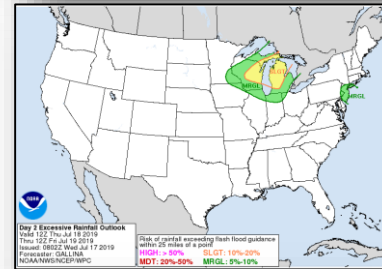 MRGL
SLGT
MRGL
NOAA
Day 2 Excessive Rainfall Outlook
Valid 12Z Thu Jul 18 2019
Thru 12Z Fri Jul 19 2019
Issued: 0802Z Wed Jul 17 2019
Forecaster: GALLINA
NOAA/NWS/NCEP/WPC
Risk of rainfall exceeding flash flood guidance
within 25 miles of a point
HIGH: > 50% SLGT: 10%-20%
MDT: 20%-50% MRGL: 5%-10%